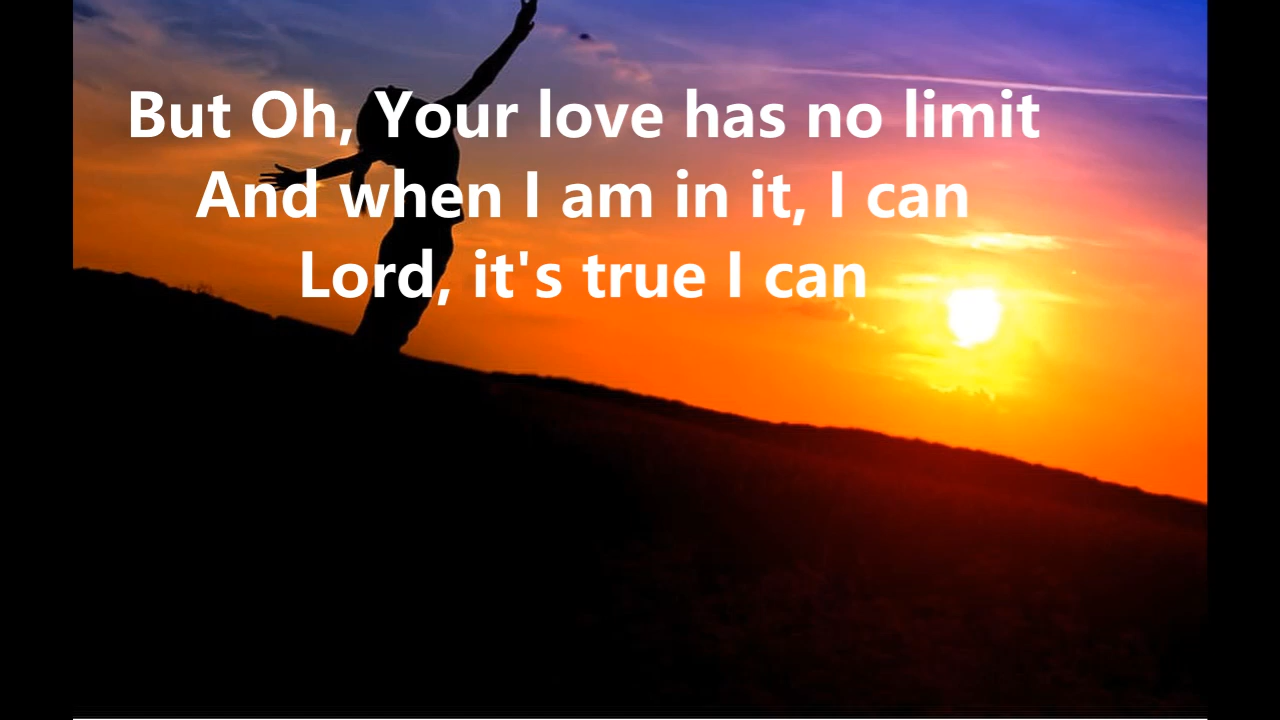 But Oh, Your love has no limit
And when I am in it, I can
Lord, it's true I can